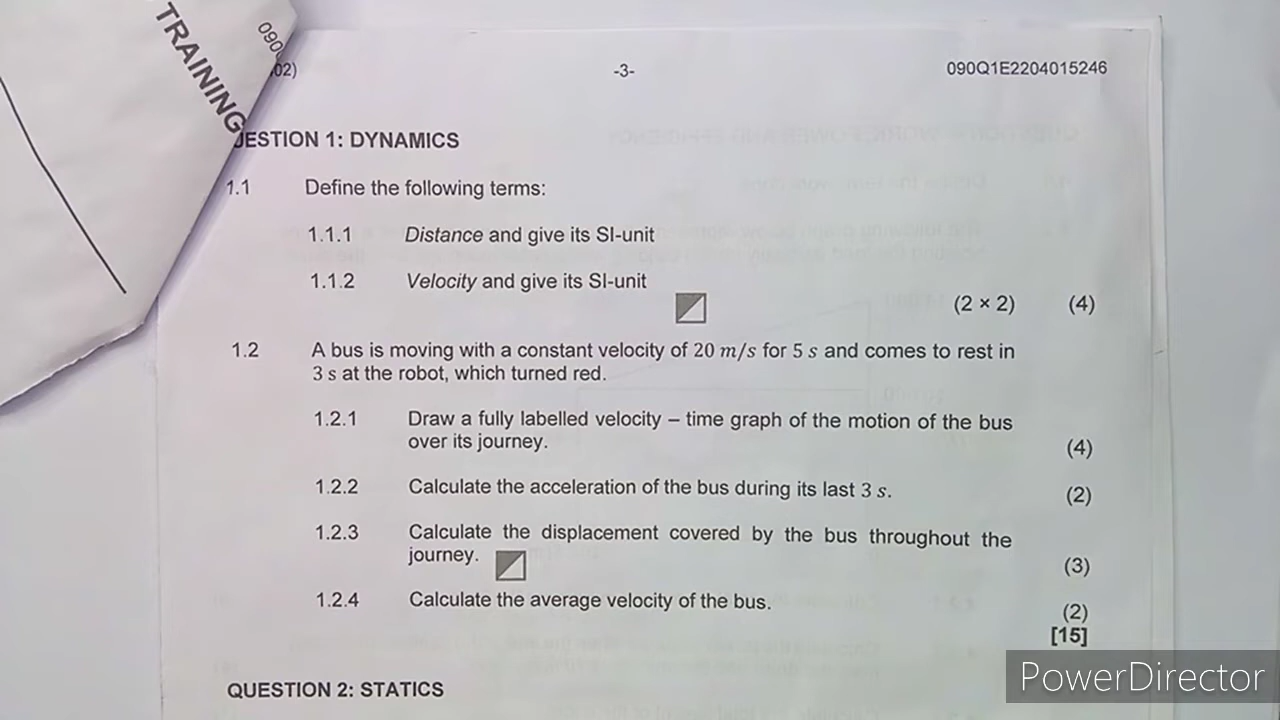 TRAINING
090
02)
-3-
090Q1E2204015246
ESTION 1: DYNAMICS
1.1 Define the following terms:
1.1.1 Distance and give its SI-unit
1.1.2 Velocity and give its SI-unit
(2 × 2) (4)
1.2 A bus is moving with a constant velocity of 20 m/s for 5 s and comes to rest in
3 s at the robot, which turned red.
1.2.1 Draw a fully labelled velocity – time graph of the motion of the bus
over its journey.
(4)
1.2.2 Calculate the acceleration of the bus during its last 3 s.
(2)
1.2.3 Calculate the displacement covered by the bus throughout the
journey.
(3)
1.2.4 Calculate the average velocity of the bus.
(2)
[15]
QUESTION 2: STATICS
PowerDirector